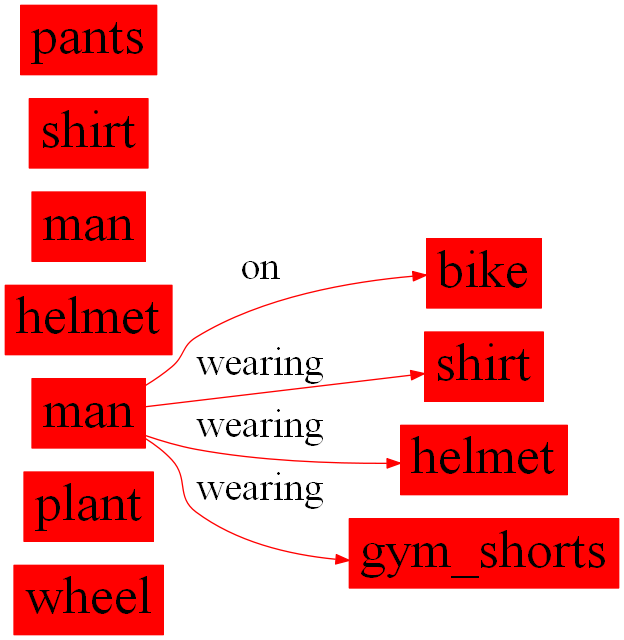 pants
shirt
man
helmet
man
plant
wheel
on
wearing
wearing
wearing
bike
shirt
helmet
gym_shorts